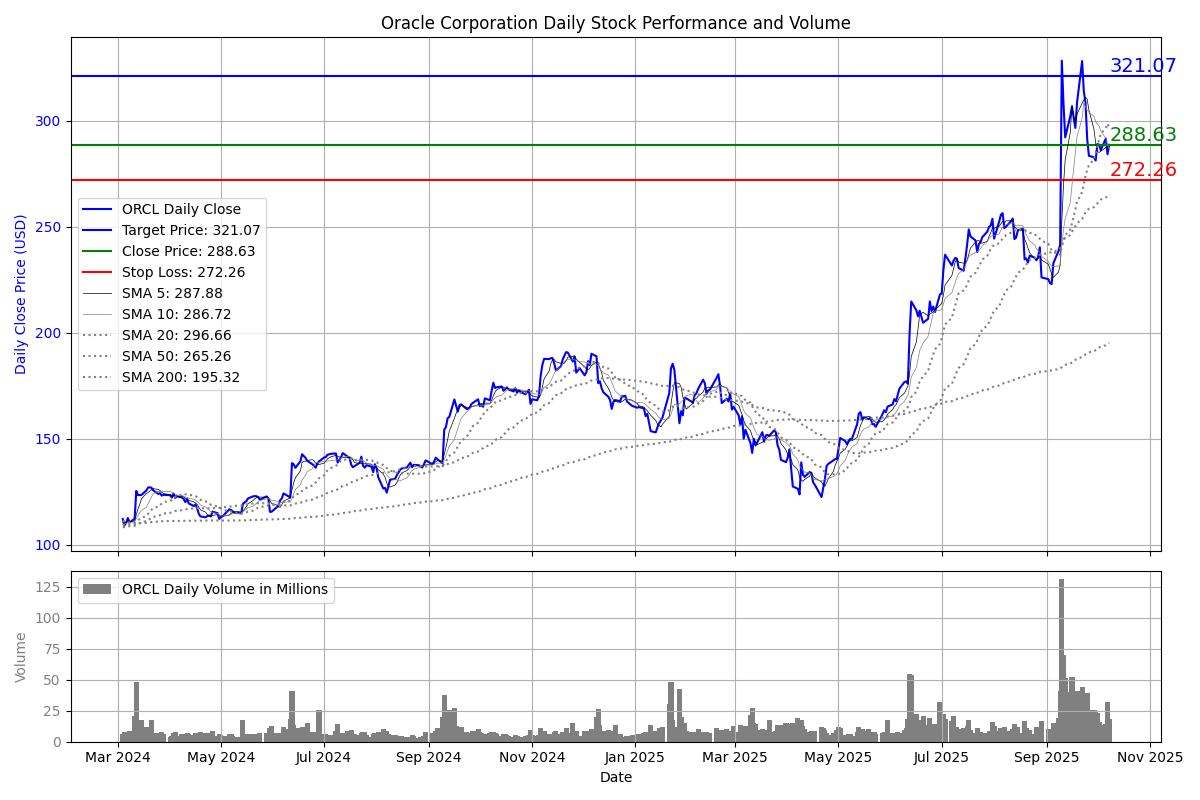 Oracle Corporation Daily Stock Performance and Volume
321.07
288.63
272.26
Daily Close Price (USD)
300
250
200
150
100
ORCL Daily Close
Target Price: 321.07
Close Price: 288.63
Stop Loss: 272.26
SMA 5: 287.88
SMA 10: 286.72
SMA 20: 296.66
SMA 50: 265.26
SMA 200: 195.32
Volume
125
100
75
50
25
0
ORCL Daily Volume in Millions
Mar 2024 May 2024 Jul 2024 Sep 2024 Nov 2024 Jan 2025 Mar 2025 May 2025 Jul 2025 Sep 2025 Nov 2025
Date